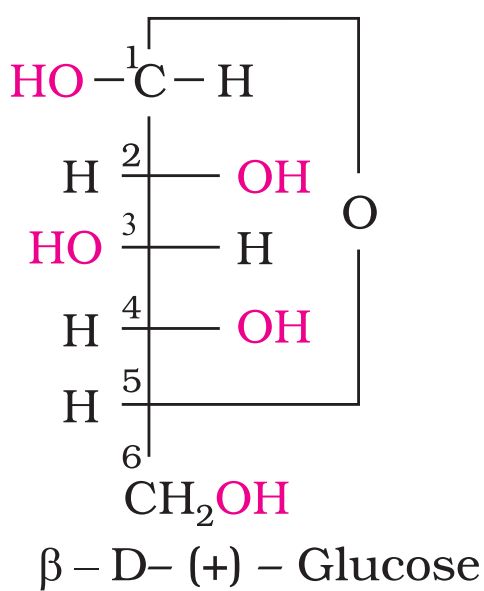 1
HO – C – H
2
H OH
O
3
HO H
4
H OH
5
H
6
CH₂OH
β – D– (+) – Glucose